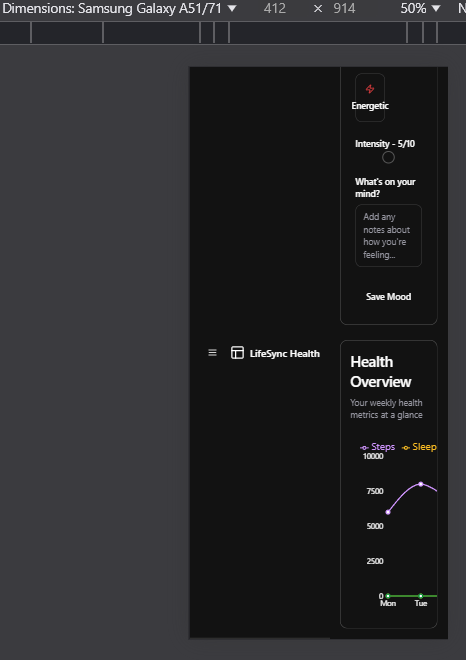 Dimensions: Samsung Galaxy A51/71 ▼ 412 × 914 50% ▼ N
Energetic
Intensity - 5/10
What's on your
mind?
Add any
notes about
how you're
feeling...
Save Mood
LifeSync Health
Health
Overview
Your weekly health
metrics at a glance
Steps Sleep
10000
7500
5000
2500
0
Mon Tue